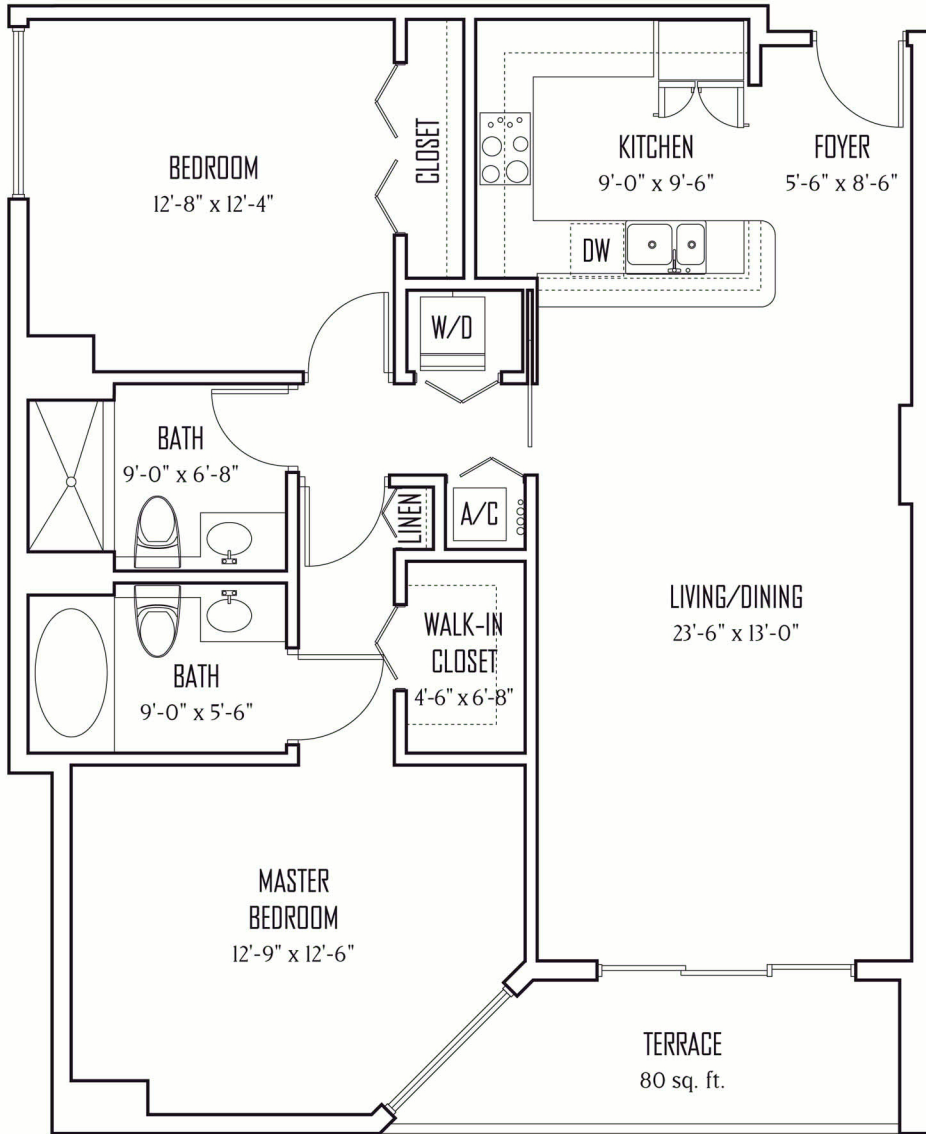 BEDROOM
12'-8" x 12'-4"
CLOSET
KITCHEN
9'-0" x 9'-6"
FOYER
5'-6" x 8'-6"
DW
W/D
BATH
9'-0" x 6'-8"
LINEN
A/C
LIVING/DINING
23'-6" x 13'-0"
WALK-IN
CLOSET
4'-6" x 6'-8"
BATH
9'-0" x 5'-6"
MASTER
BEDROOM
12'-9" x 12'-6"
TERRACE
80 sq. ft.